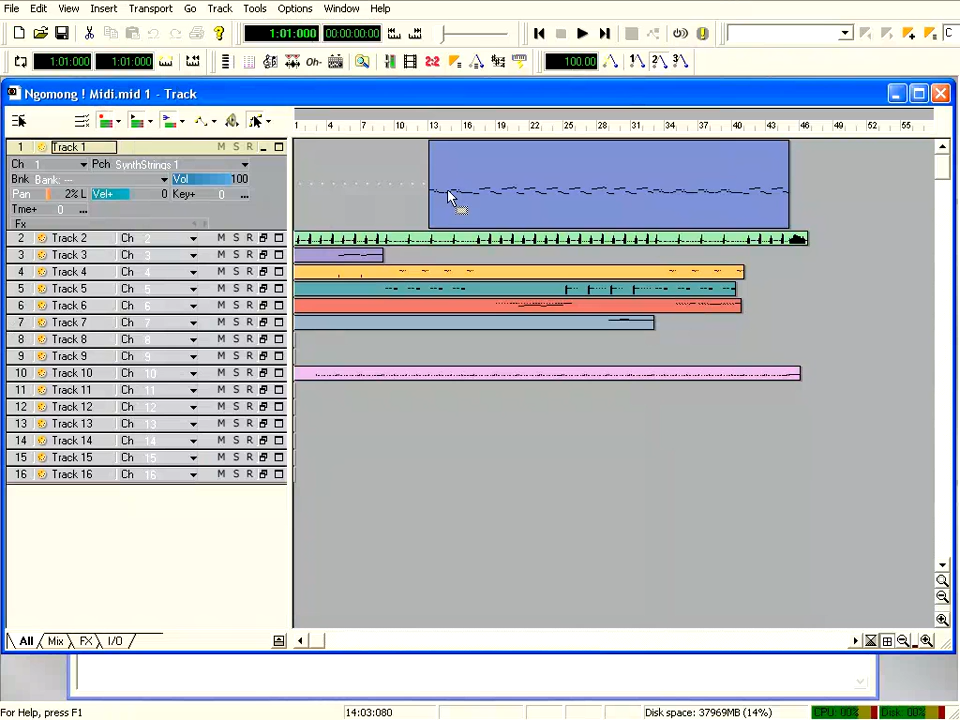 File Edit View Insert Transport Go Track Tools Options Window Help
1:01:000 00:00:00:00
1:01:000 1:01:000 Oh- 2:2 100.00
Ngomong ! Midi.mid 1 - Track
1 4 7 10 13 16 19 22 25 28 31 34 37 40 43 46 49 52 55
1 Track 1 M S R
Ch 1 Pch SynthStrings 1
Bnk Bank: --- Vol 100
Pan 2% L Vel+ 0 Key+ 0
Tme+ 0
Fx
2 Track 2 Ch 2 M S R
3 Track 3 Ch 3 M S R
4 Track 4 Ch 4 M S R
5 Track 5 Ch 5 M S R
6 Track 6 Ch 6 M S R
7 Track 7 Ch 7 M S R
8 Track 8 Ch 8 M S R
9 Track 9 Ch 9 M S R
10 Track 10 Ch 10 M S R
11 Track 11 Ch 11 M S R
12 Track 12 Ch 12 M S R
13 Track 13 Ch 13 M S R
14 Track 14 Ch 14 M S R
15 Track 15 Ch 15 M S R
16 Track 16 Ch 16 M S R
All Mix FX I/O
For Help, press F1 14:03:080 Disk space: 37969MB (14%) CPU: 00% Disk: 00%